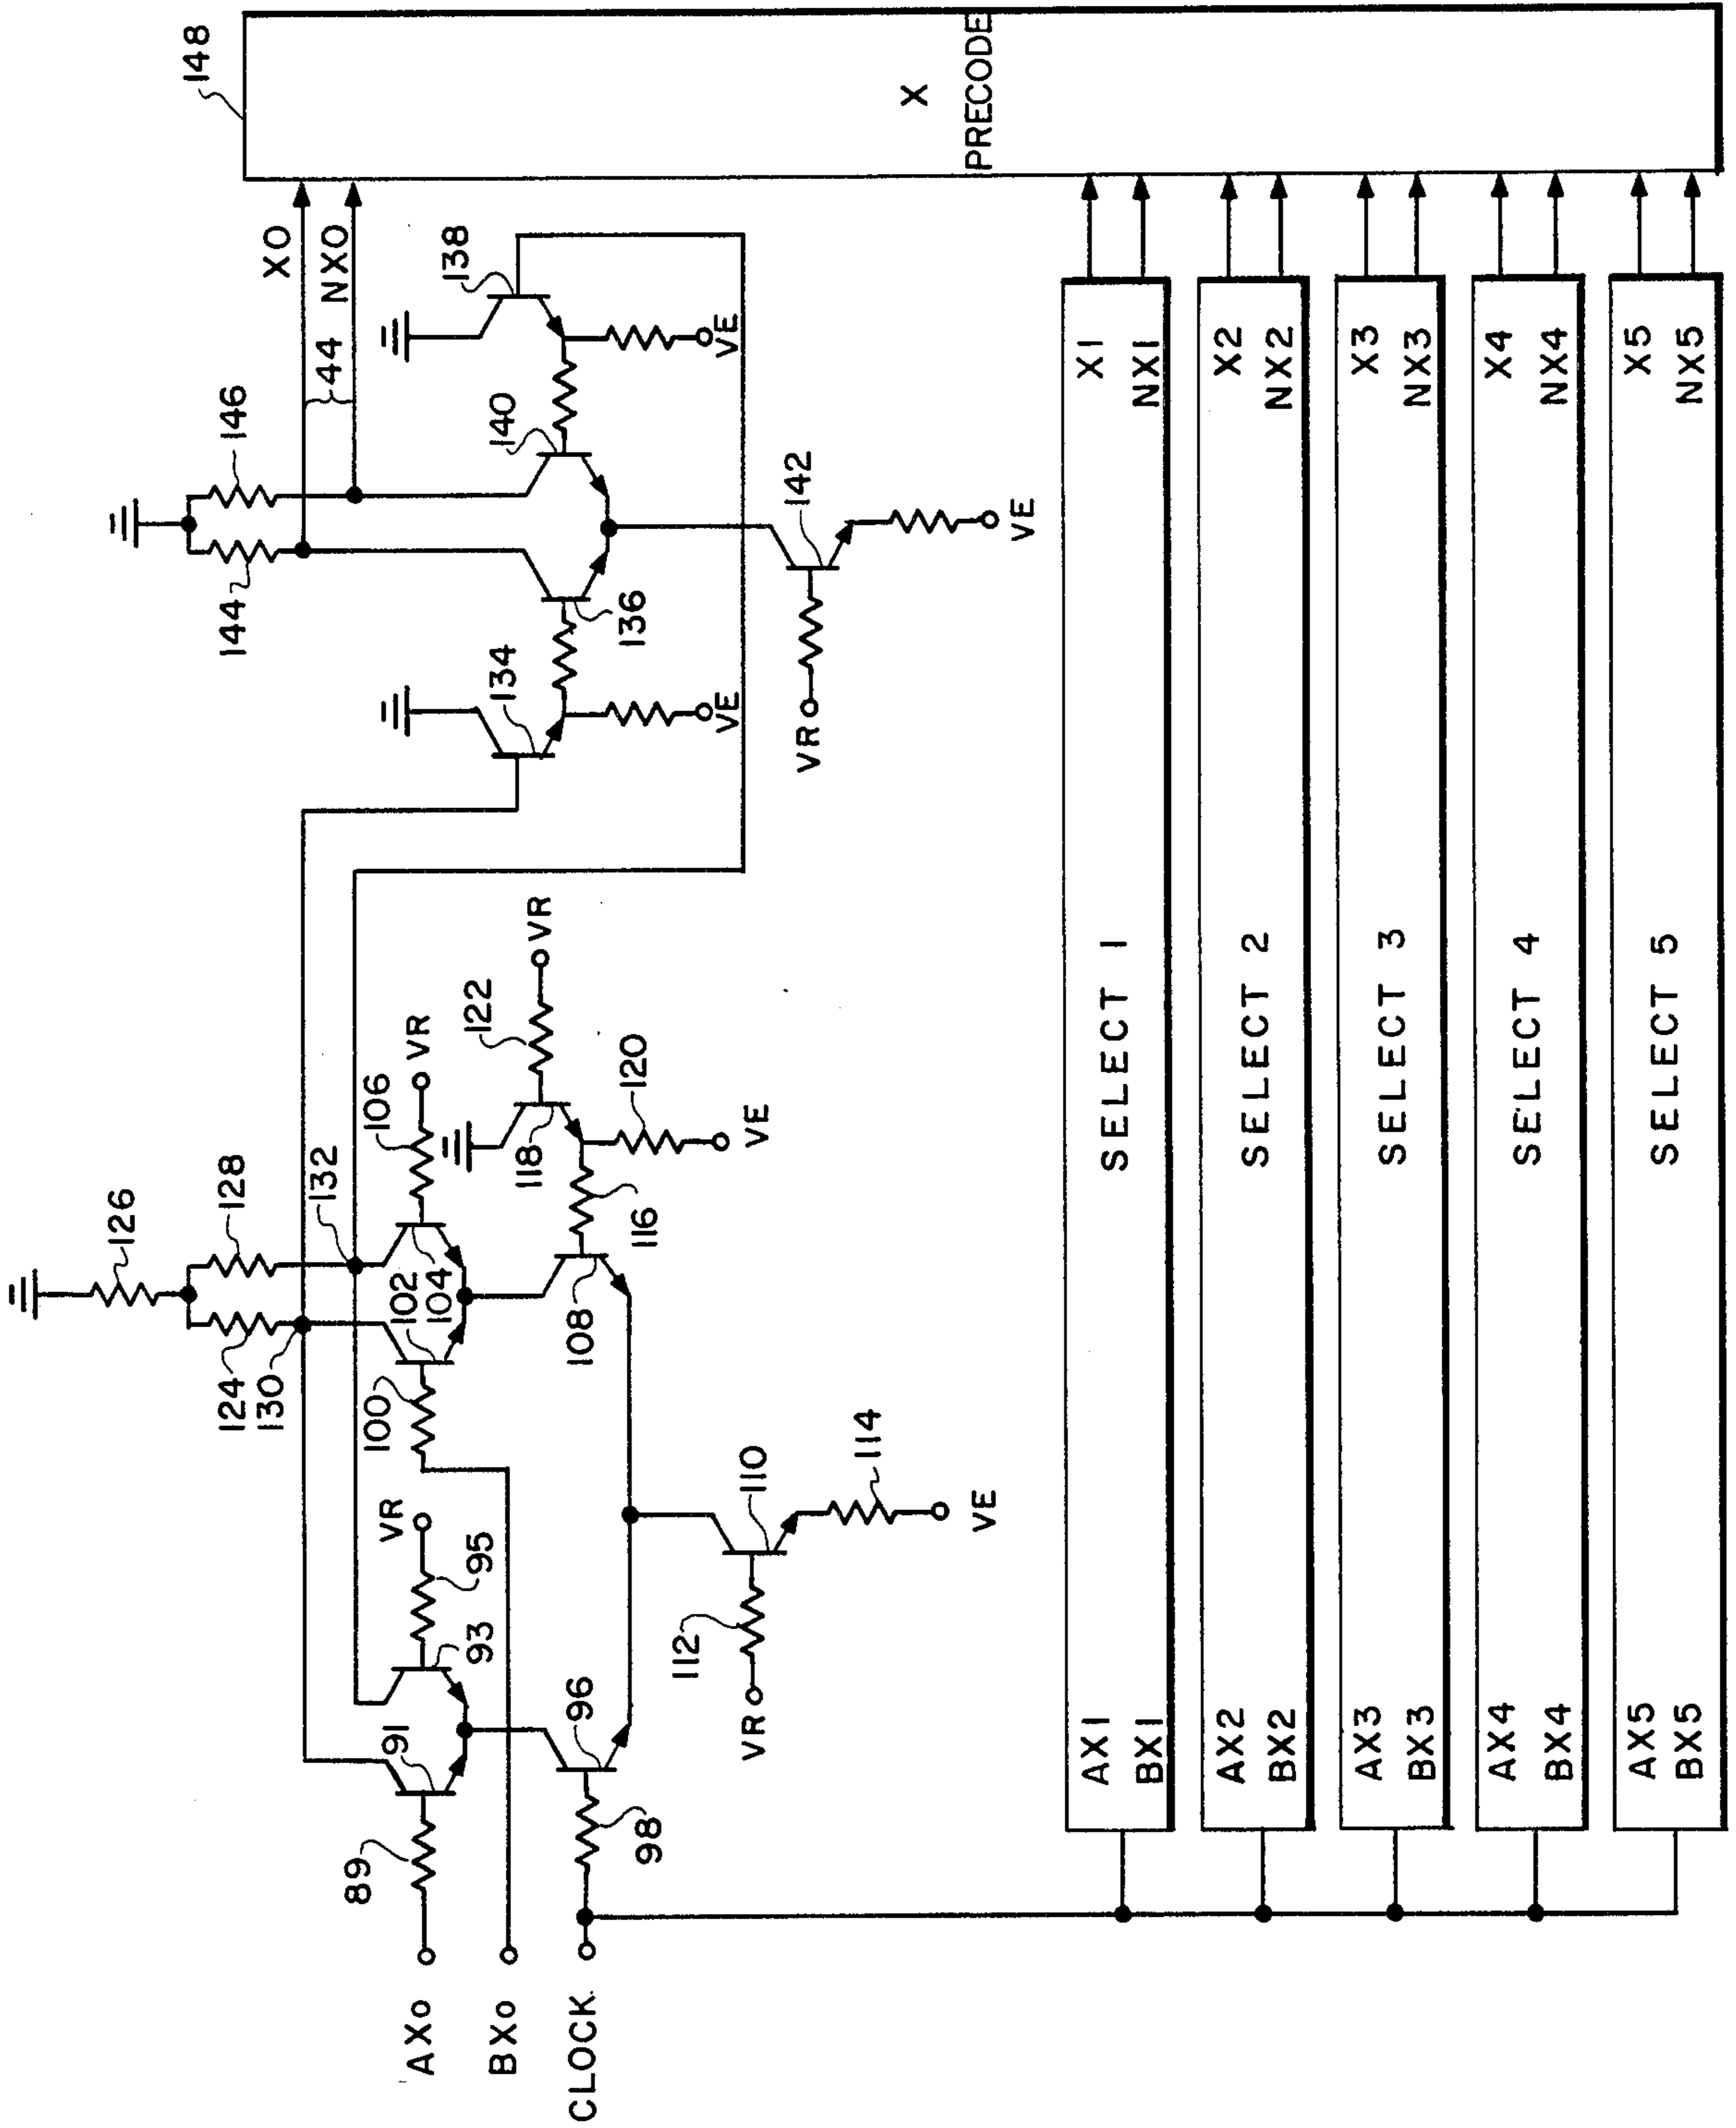 148
X
PRECODE
X0
NX0
44
146
144
138
140
134
136
142
VE
VE
VE
VR
126
128
132
124
130
106
VR
102
104
100
122
VR
118
120
116
VE
108
VR
95
93
91
89
96
98
110
112
114
VR
VE
AXo
BXo
CLOCK
AX1
BX1
SELECT 1
X1
NX1
AX2
BX2
SELECT 2
X2
NX2
AX3
BX3
SELECT 3
X3
NX3
AX4
BX4
SELECT 4
X4
NX4
AX5
BX5
SELECT 5
X5
NX5